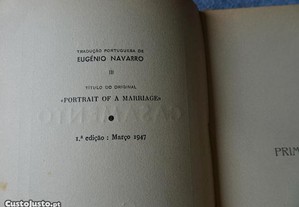 TRADUÇÃO PORTUGUESA DE
EUGÉNIO NAVARRO
TÍTULO DO ORIGINAL
«PORTRAIT OF A MARRIAGE»
1.ª edição : Março 1947
PRIM
CustoJusto.pt